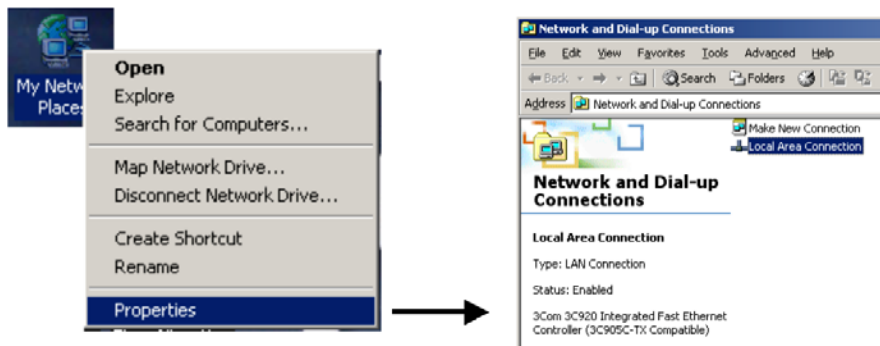 My Netw
Places
Open
Explore
Search for Computers...
Map Network Drive...
Disconnect Network Drive...
Create Shortcut
Rename
Properties
Network and Dial-up Connections
File Edit View Favorites Tools Advanced Help
Back Search Folders
Address Network and Dial-up Connections
Make New Connection
Local Area Connection
Network and Dial-up
Connections
Local Area Connection
Type: LAN Connection
Status: Enabled
3Com 3C920 Integrated Fast Ethernet
Controller (3C905C-TX Compatible)